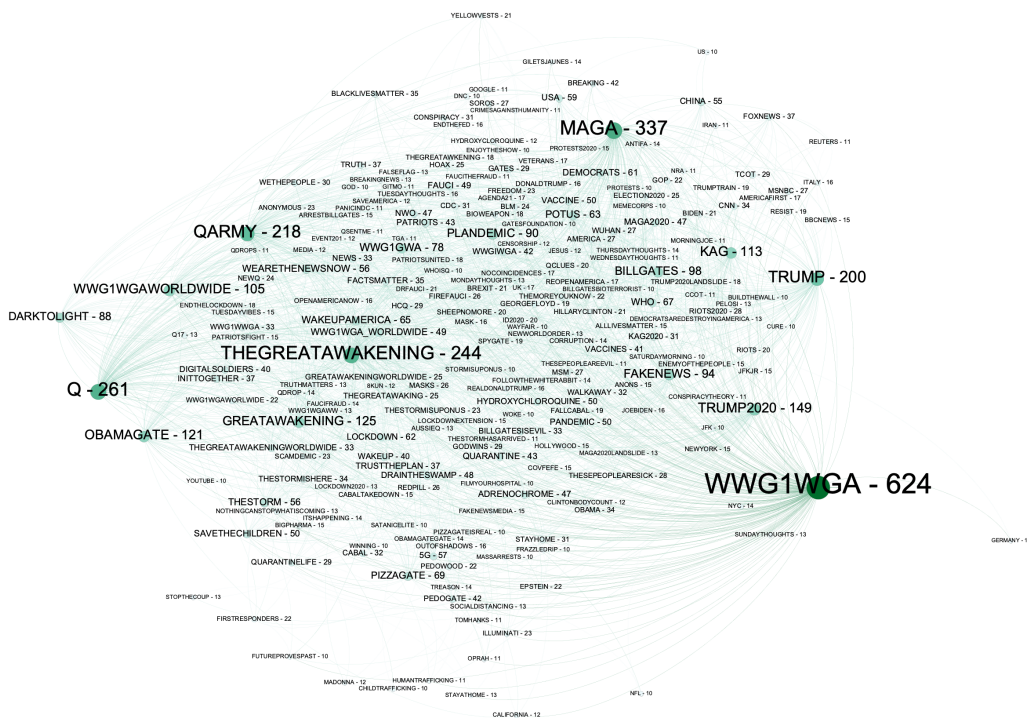 YELLOWVESTS - 21
US - 10
GILETSJAUNES - 14
BREAKING - 42
GOOGLE - 11
BLACKLIVESMATTER - 35
DNC - 10
USA - 59
CHINA - 55
SOROS - 27
CRIMESAGAINSTHUMANITY - 11
CONSPIRACY - 31
FOXNEWS - 37
ENDTHEFED - 16
MAGA - 337
IRAN - 11
HYDROXYCLOROQUINE - 12
REUTERS - 11
ENJOYTHESHOW - 10
PROTESTS2020 - 15
ANTIFA - 14
THEGREATAWKENING - 18
VETERANS - 17
TRUTH - 37
HOAX - 25
GATES - 29
DEMOCRATS - 61
NRA - 11
TCOT - 29
ITALY - 16
FALSEFLAG - 13
FAUCITHEFRAUD - 11
WETHEPEOPLE - 30
BREAKINGNEWS - 13
FAUCI - 49
DONALDTRUMP - 16
GOP - 22
TRUMPTRAIN - 19
MSNBC - 27
GOD - 10
GITMO - 11
PROTESTS - 10
TUESDAYTHOUGHTS - 16
FREEDOM - 23
ELECTION2020 - 25
AMERICAFIRST - 17
SAVEAMERICA - 12
AGENDA21 - 17
VACCINE - 50
MEMECORPS - 10
CNN - 34
ANONYMOUS - 23
PANICINDC - 11
CDC - 31
BLM - 24
BIDEN - 21
RESIST - 19
ARRESTBILLGATES - 15
NWO - 47
BIOWEAPON - 18
POTUS - 63
BBCNEWS - 15
PATRIOTS - 43
GATESFOUNDATION - 10
MAGA2020 - 47
QARMY - 218
QSENTME - 11
PLANDEMIC - 90
WUHAN - 27
EVENT201 - 12
TGA - 11
CENSORSHIP - 12
AMERICA - 27
MORNINGJOE - 11
QDROPS - 11
MEDIA - 12
WWG1GWA - 78
WWGIWGA - 42
JESUS - 12
THURSDAYTHOUGHTS - 14
KAG - 113
NEWS - 33
PATRIOTSUNITED - 18
WEDNESDAYTHOUGHTS - 11
WEARETHENEWSNOW - 56
WHOISQ - 10
QCLUES - 20
BILLGATES - 98
NOCOINCIDENCES - 17
TRUMP - 200
NEWQ - 24
FACTSMATTER - 35
MONDAYTHOUGHTS - 13
REOPENAMERICA - 17
TRUMP2020LANDSLIDE - 18
WWG1WGAWORLDWIDE - 105
DRFAUCI - 21
BREXIT - 21
UK - 17
BILLGATESBIOTERRORIST - 10
FIREFAUCI - 26
THEMOREYOUKNOW - 22
CCOT - 11
OPENAMERICANOW - 16
WHO - 67
BUILDTHEWALL - 10
ENDTHELOCKDOWN - 18
HCQ - 29
GEORGEFLOYD - 19
PELOSI - 13
DARKTOLIGHT - 88
TUESDAYVIBES - 15
SHEEPNOMORE - 20
HILLARYCLINTON - 21
RIOTS2020 - 28
WAKEUPAMERICA - 65
MASK - 16
ID2020 - 20
DEMOCRATSAREDESTROYINGAMERICA - 13
WWG1WWGA - 33
WAYFAIR - 10
ALLLIVESMATTER - 15
CURE - 10
Q17 - 13
PATRIOTSFIGHT - 15
WWG1WGA_WORLDWIDE - 49
NEWWORLDORDER - 13
KAG2020 - 31
SPYGATE - 19
CORRUPTION - 14
THEGREATAWAKENING - 244
VACCINES - 41
RIOTS - 20
SATURDAYMORNING - 10
THESEPEOPLEAREEVIL - 11
ENEMYOFTHEPEOPLE - 15
DIGITALSOLDIERS - 40
STORMISUPONUS - 10
MSM - 27
FAKENEWS - 94
JFKJR - 15
INITTOGETHER - 37
GREATAWAKENINGWORLDWIDE - 25
FOLLOWTHEWHITERABBIT - 14
Q - 261
TRUTHMATTERS - 13
8KUN - 12
MASKS - 26
REALDONALDTRUMP - 16
ANONS - 15
QDROP - 14
THEGREATAWAKING - 25
WALKAWAY - 32
CONSPIRACYTHEORY - 11
WWG1WGAWORLWIDE - 22
FAUCIFRAUD - 14
HYDROXYCHLOROQUINE - 50
TRUMP2020 - 149
WWG1WGAWW - 13
THESTORMISUPONUS - 23
WOKE - 10
FALLCABAL - 19
JOEBIDEN - 16
GREATAWAKENING - 125
LOCKDOWNEXTENSION - 15
PANDEMIC - 50
AUSSIEQ - 13
BILLGATESISEVIL - 33
JFK - 10
OBAMAGATE - 121
LOCKDOWN - 62
THESTORMHASARRIVED - 11
THEGREATAWAKENINGWORLDWIDE - 33
GODWINS - 29
HOLLYWOOD - 15
NEWYORK - 15
SCAMDEMIC - 23
WAKEUP - 40
QUARANTINE - 43
MAGA2020LANDSLIDE - 13
TRUSTTHEPLAN - 37
COVFEFE - 15
YOUTUBE - 10
THESTORMISHERE - 34
DRAINTHESWAMP - 48
THESEPEOPLEARESICK - 28
LOCKDOWN2020 - 13
REDPILL - 26
FILMYOURHOSPITAL - 10
WWG1WGA - 624
CABALTAKEDOWN - 15
ADRENOCHROME - 47
THESTORM - 56
CLINTONBODYCOUNT - 12
NYC - 14
NOTHINGCANSTOPWHATISCOMING - 13
FAKENEWSMEDIA - 15
OBAMA - 34
ITSHAPPENING - 14
BIGPHARMA - 15
SATANICELITE - 10
SAVETHECHILDREN - 50
PIZZAGATEISREAL - 10
SUNDAYTHOUGHTS - 13
OBAMAGATEGATE - 14
STAYHOME - 31
GERMANY - 1
WINNING - 10
OUTOFSHADOWS - 16
FRAZZLEDRIP - 10
CABAL - 32
5G - 57
MASSARRESTS - 10
QUARANTINELIFE - 29
PEDOWOOD - 22
PIZZAGATE - 69
TREASON - 14
EPSTEIN - 22
STOPTHECOUP - 13
PEDOGATE - 42
SOCIALDISTANCING - 13
FIRSTRESPONDERS - 22
TOMHANKS - 11
ILLUMINATI - 23
FUTUREPROVESPAST - 10
OPRAH - 11
MADONNA - 12
HUMANTRAFFICKING - 11
CHILDTRAFFICKING - 10
STAYATHOME - 13
NFL - 10
CALIFORNIA - 12